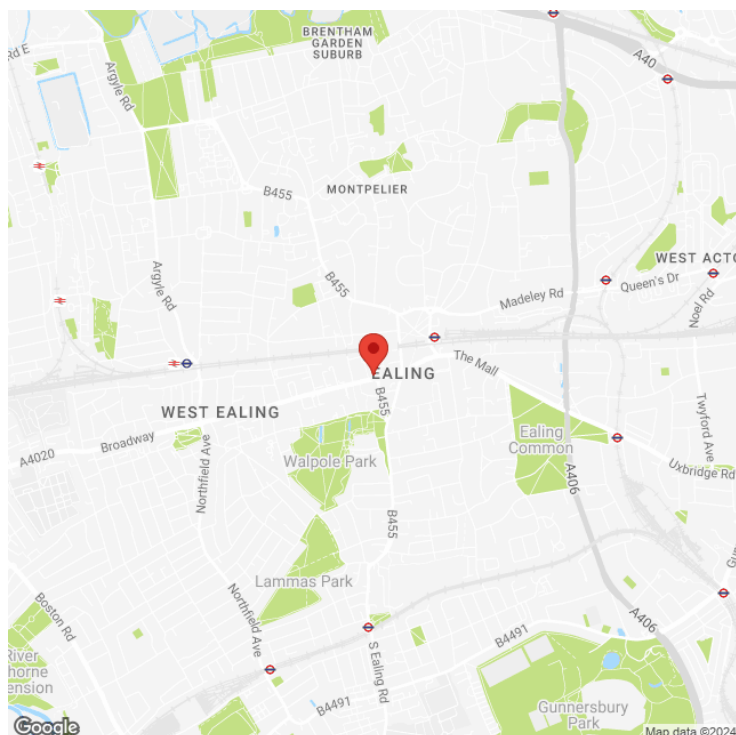 BRENTHAM
GARDEN
SUBURB
Rd E
A40
Argyle Rd
B455
MONTPELIER
WEST ACTO
Queen's Dr
Madeley Rd
Argyle Rd
B455
Noel Rd
The Mall
EALING
B455
WEST EALING
Twyford Ave
Broadway
A4020
Northfield Ave
Walpole Park
Ealing
Common
A406
Uxbridge Rd
B455
Lammas Park
Boston Rd
Northfield Ave
A406
B4491
River
horne
ension
S Ealing Rd
B4491
Gunnersbury
Park
Google
Map data ©2024